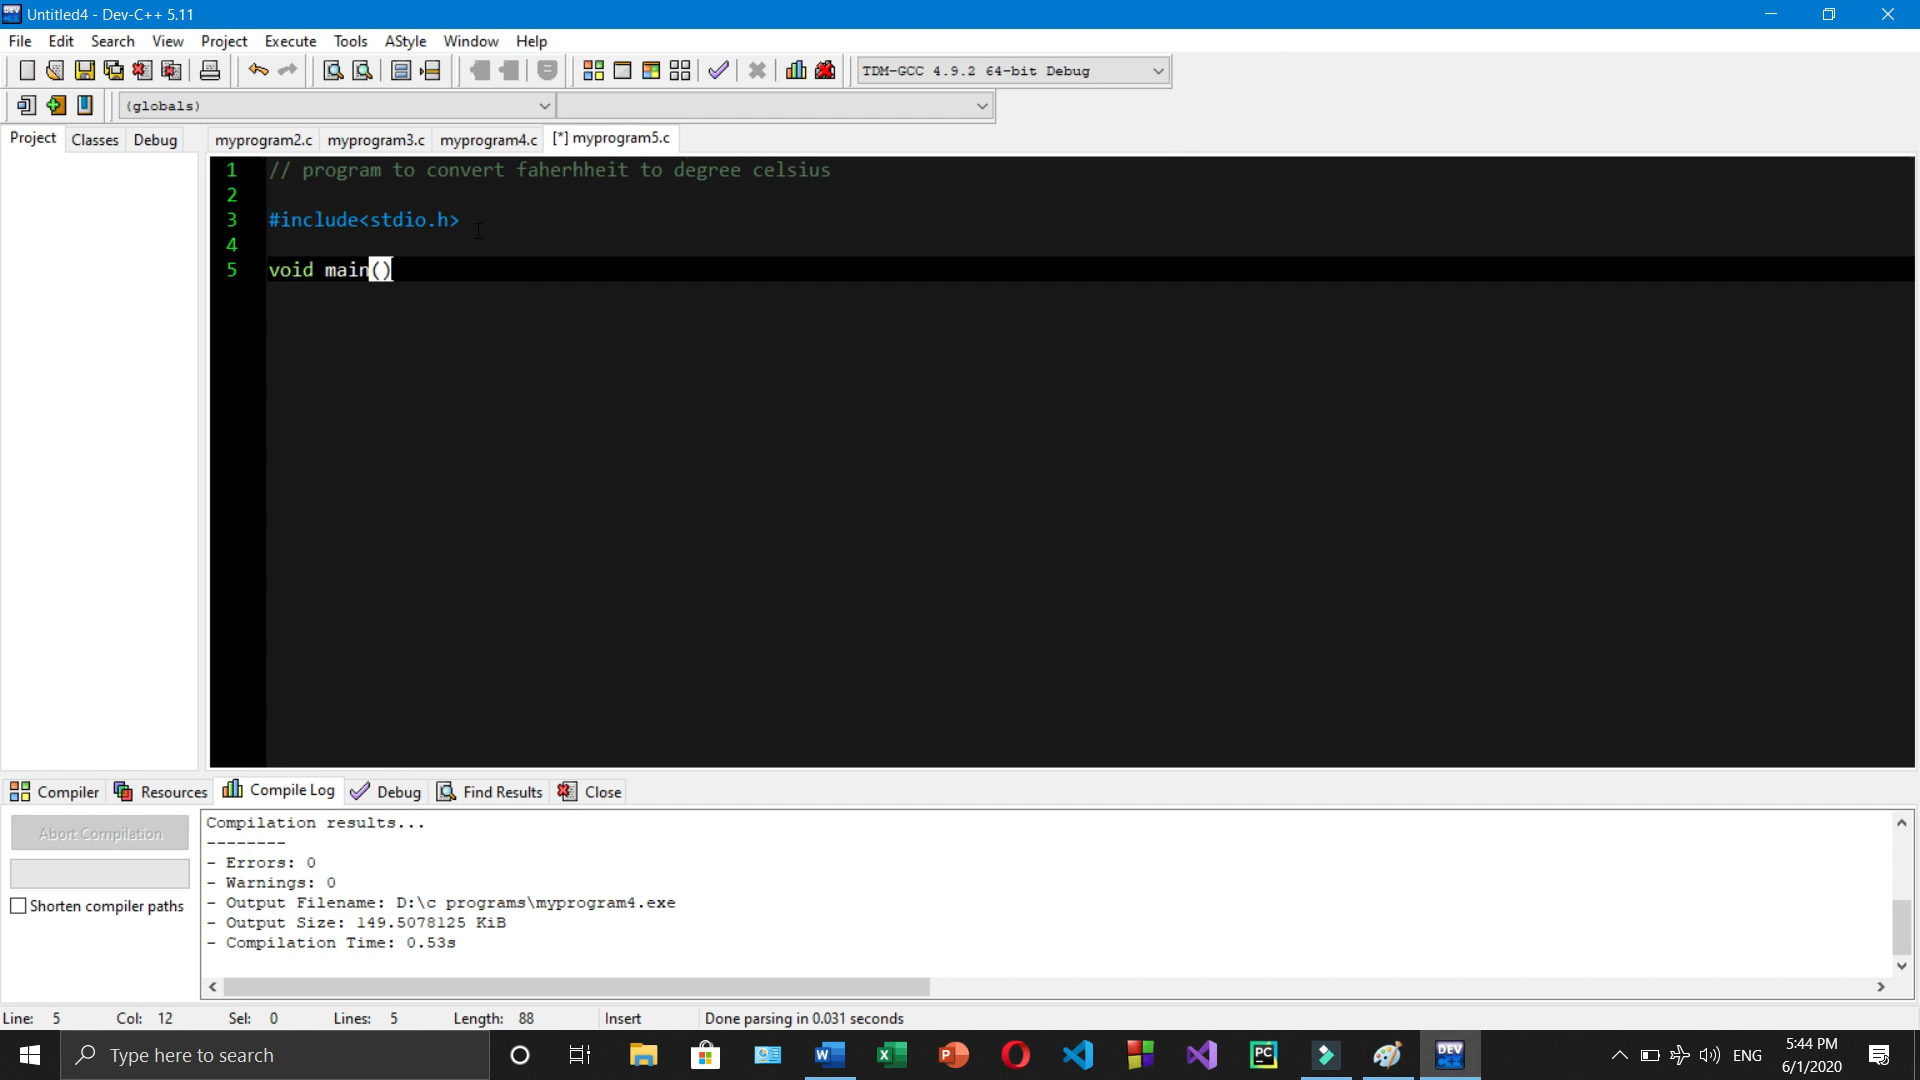 Untitled4 - Dev-C++ 5.11
File Edit Search View Project Execute Tools AStyle Window Help
TDM-GCC 4.9.2 64-bit Debug
(globals)
Project Classes Debug myprogram2.c myprogram3.c myprogram4.c [*] myprogram5.c
1 // program to convert faherhheit to degree celsius
2
3 #include<stdio.h>
4
5 void main()
Compiler Resources Compile Log Debug Find Results Close
Abort Compilation
Shorten compiler paths
Compilation results...
--------
- Errors: 0
- Warnings: 0
- Output Filename: D:\c programs\myprogram4.exe
- Output Size: 149.5078125 KiB
- Compilation Time: 0.53s
Line: 5 Col: 12 Sel: 0 Lines: 5 Length: 88 Insert Done parsing in 0.031 seconds
Type here to search
ENG
5:44 PM
6/1/2020
DEV
PC